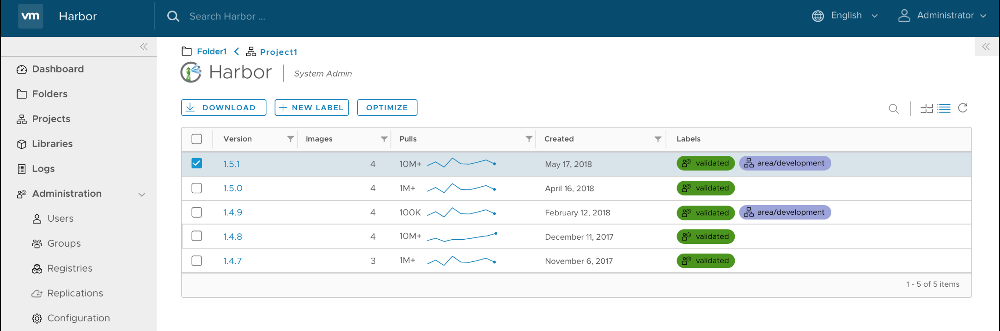 vm Harbor Search Harbor ... English Administrator
Folder1 Project1
Harbor System Admin
Dashboard
Folders
Projects
Libraries
Logs
Administration
Users
Groups
Registries
Replications
Configuration
DOWNLOAD NEW LABEL OPTIMIZE
Version Images Pulls Created Labels
1.5.1 4 10M+ May 17, 2018 validated area/development
1.5.0 4 1M+ April 16, 2018 validated
1.4.9 4 100K February 12, 2018 validated area/development
1.4.8 4 10M+ December 11, 2017 validated
1.4.7 3 1M+ November 6, 2017 validated
1 - 5 of 5 items